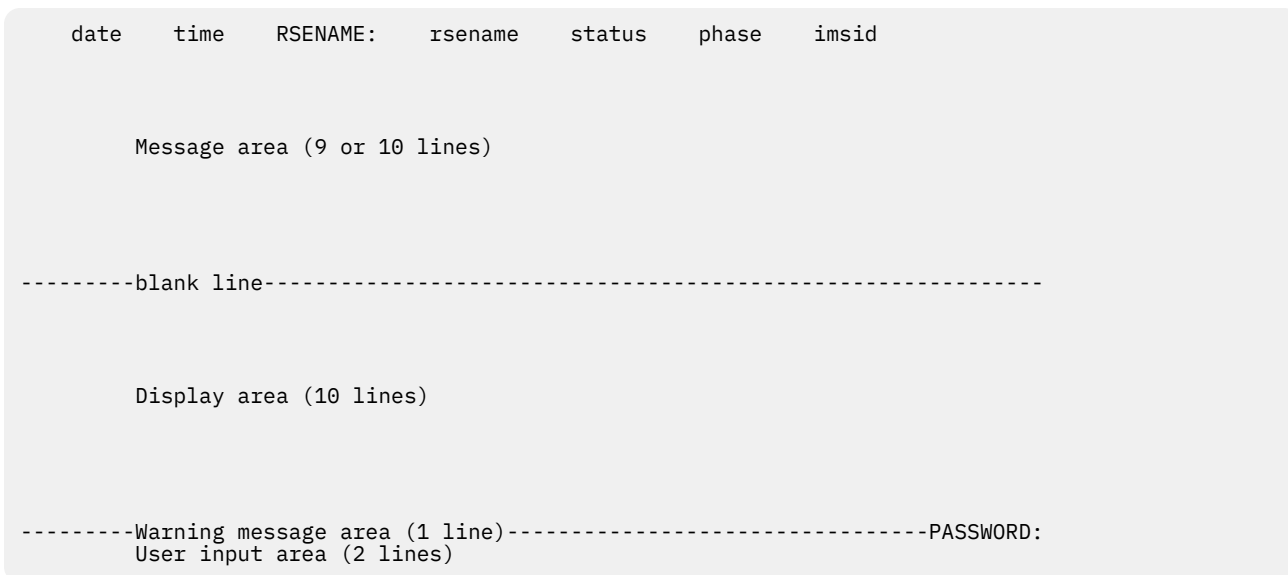 date time RSENAME: rsename status phase imsid
Message area (9 or 10 lines)
---------blank line-------------------------------------------------------------
Display area (10 lines)
---------Warning message area (1 line)---------------------------------PASSWORD:
User input area (2 lines)